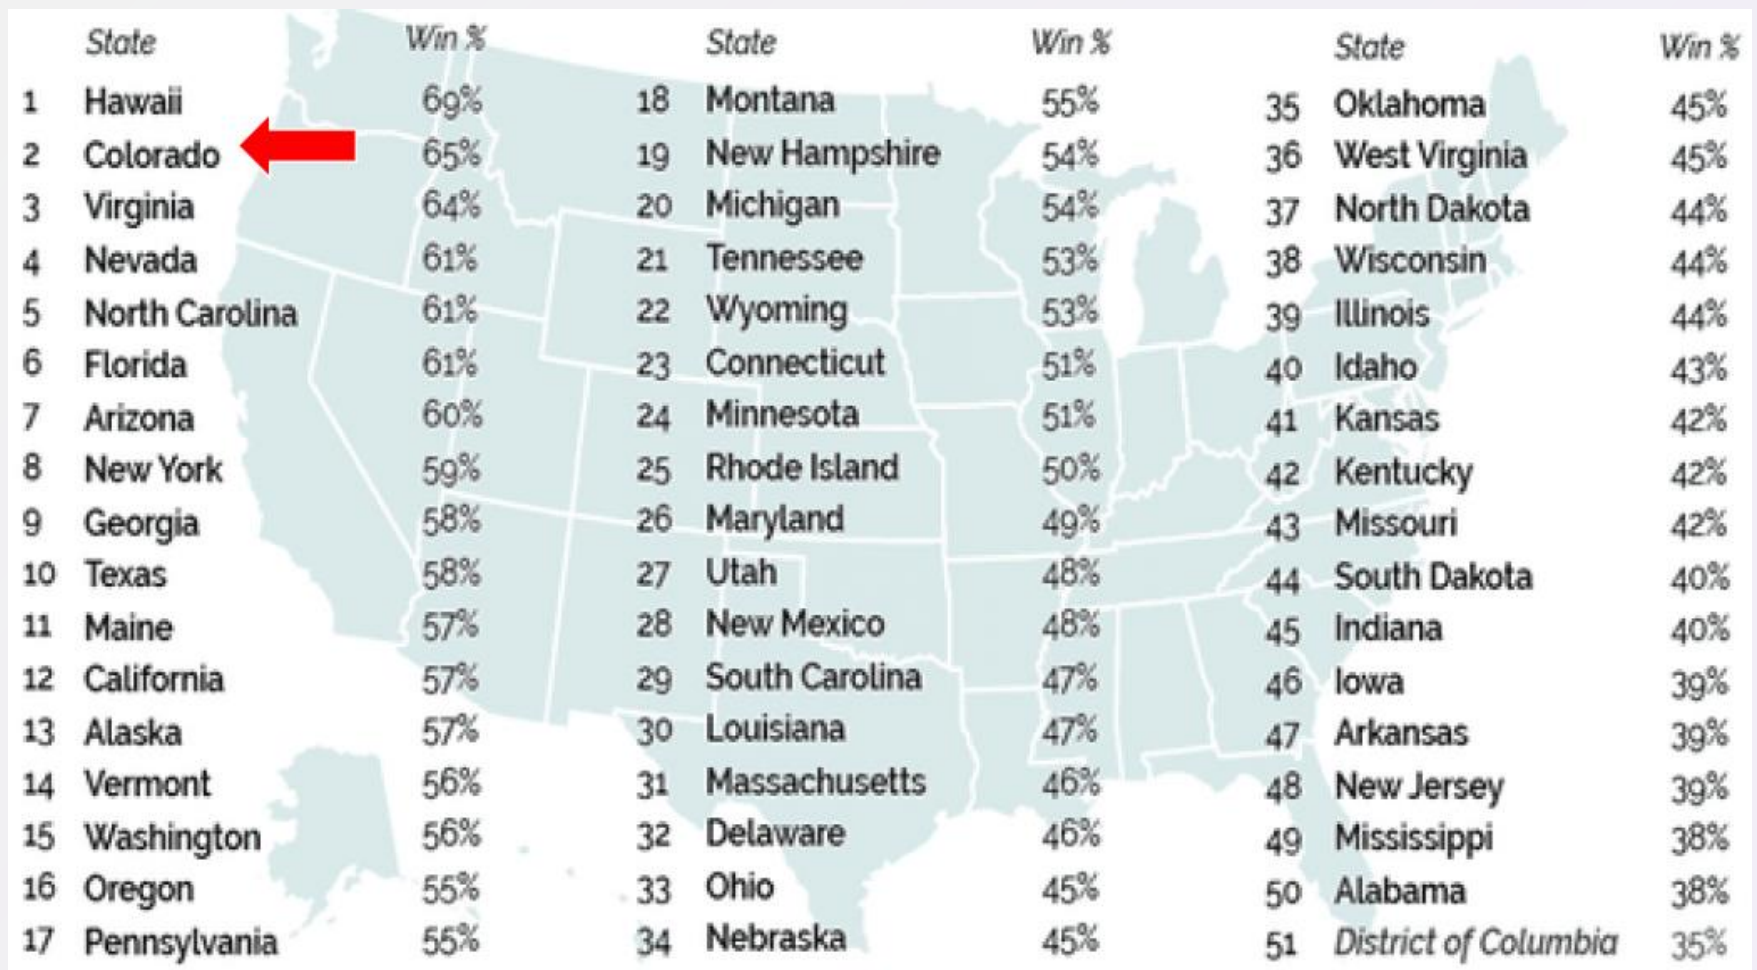 State Win %
1 Hawaii 69%
2 Colorado 65%
3 Virginia 64%
4 Nevada 61%
5 North Carolina 61%
6 Florida 61%
7 Arizona 60%
8 New York 59%
9 Georgia 58%
10 Texas 58%
11 Maine 57%
12 California 57%
13 Alaska 57%
14 Vermont 56%
15 Washington 56%
16 Oregon 55%
17 Pennsylvania 55%
State Win %
18 Montana 55%
19 New Hampshire 54%
20 Michigan 54%
21 Tennessee 53%
22 Wyoming 53%
23 Connecticut 51%
24 Minnesota 51%
25 Rhode Island 50%
26 Maryland 49%
27 Utah 48%
28 New Mexico 48%
29 South Carolina 47%
30 Louisiana 47%
31 Massachusetts 46%
32 Delaware 46%
33 Ohio 45%
34 Nebraska 45%
State Win %
35 Oklahoma 45%
36 West Virginia 45%
37 North Dakota 44%
38 Wisconsin 44%
39 Illinois 44%
40 Idaho 43%
41 Kansas 42%
42 Kentucky 42%
43 Missouri 42%
44 South Dakota 40%
45 Indiana 40%
46 Iowa 39%
47 Arkansas 39%
48 New Jersey 39%
49 Mississippi 38%
50 Alabama 38%
51 District of Columbia 35%